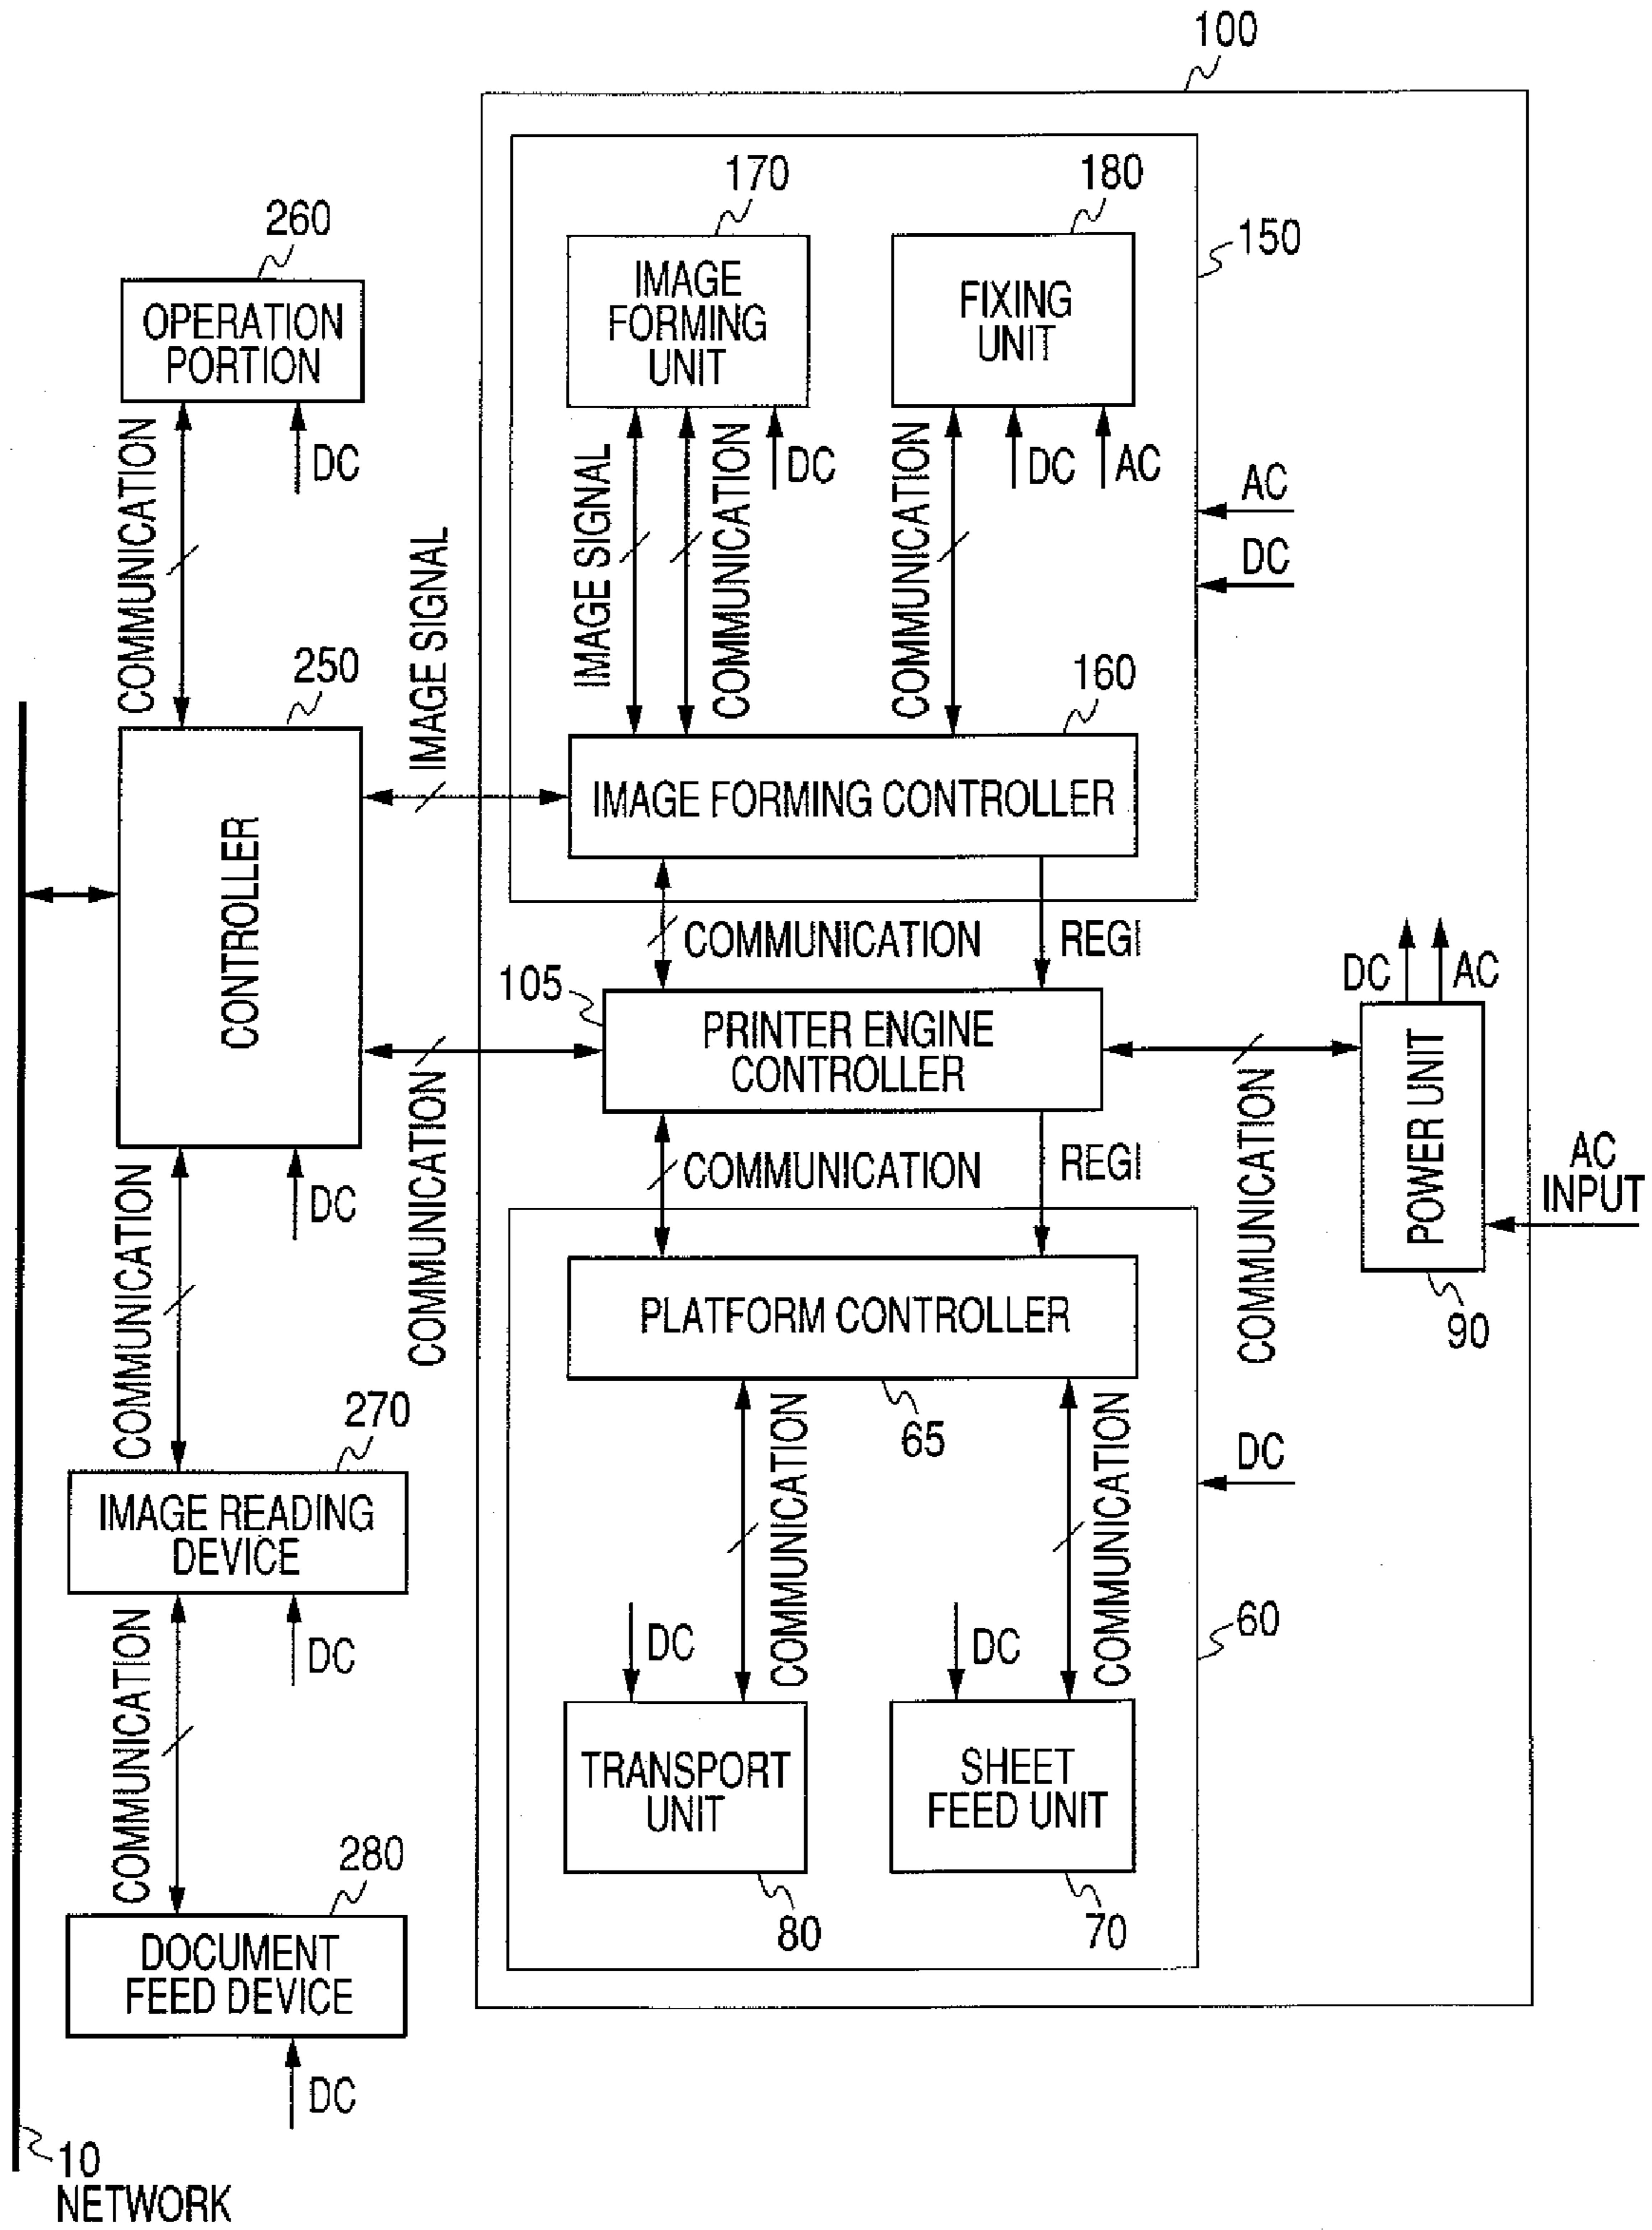 100
170
180
150
260
IMAGE
FORMING
UNIT
FIXING
UNIT
OPERATION
PORTION
DC
COMMUNICATION
IMAGE SIGNAL
COMMUNICATION
DC
COMMUNICATION
DC
AC
AC
DC
IMAGE SIGNAL
250
160
IMAGE FORMING CONTROLLER
CONTROLLER
COMMUNICATION
REGI
105
PRINTER ENGINE
CONTROLLER
DC
AC
POWER UNIT
AC
INPUT
90
COMMUNICATION
COMMUNICATION
COMMUNICATION
REGI
DC
COMMUNICATION
PLATFORM CONTROLLER
65
270
IMAGE READING
DEVICE
DC
COMMUNICATION
COMMUNICATION
COMMUNICATION
DC
DC
DC
60
TRANSPORT
UNIT
SHEET
FEED UNIT
80
70
280
DOCUMENT
FEED DEVICE
DC
10
NETWORK